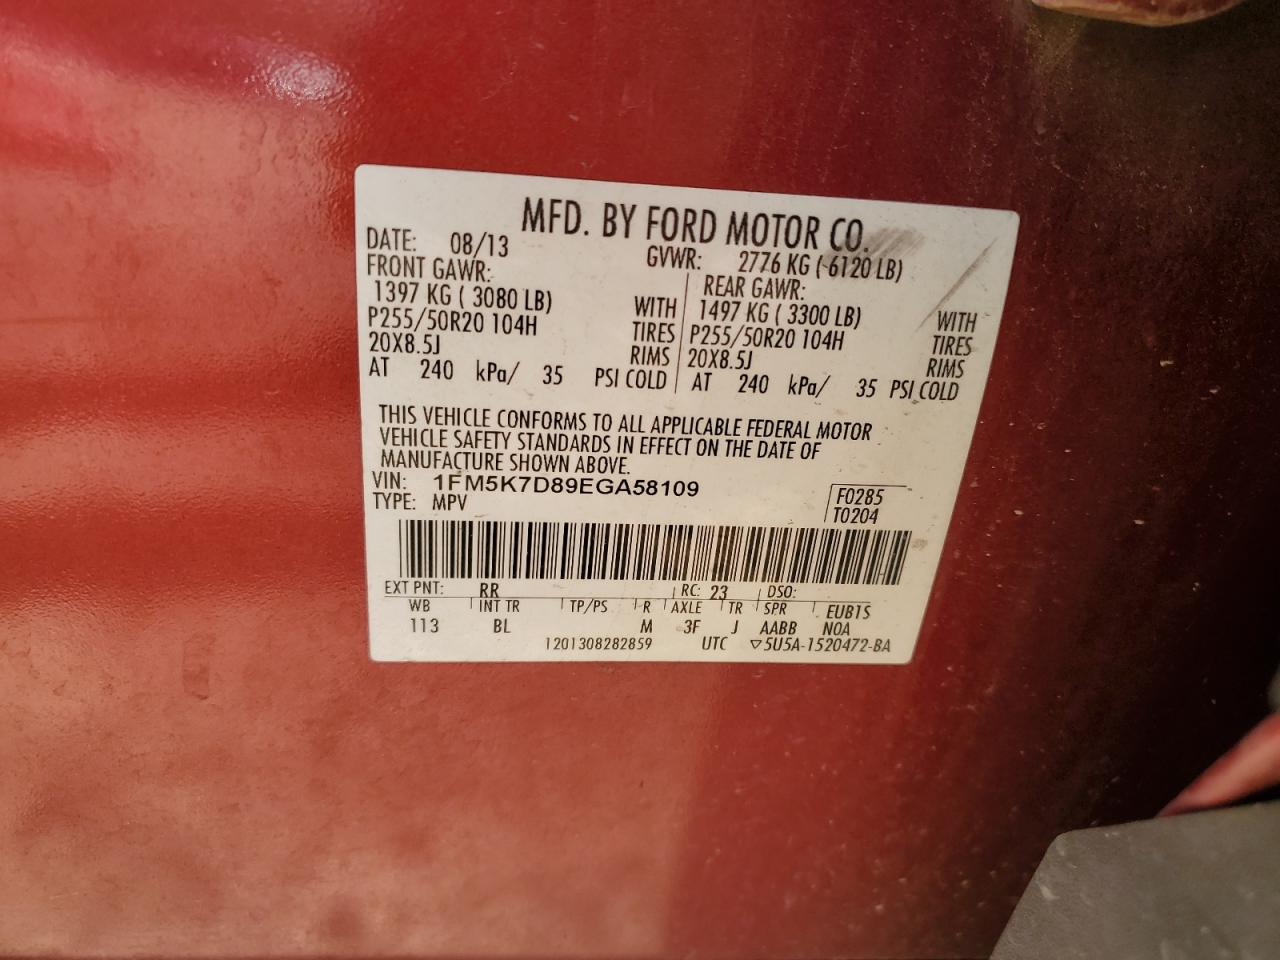 MFD. BY FORD MOTOR CO.
DATE: 08/13 GVWR: 2776 KG ( 6120 LB)
FRONT GAWR: REAR GAWR:
1397 KG ( 3080 LB) WITH 1497 KG ( 3300 LB) WITH
P255/50R20 104H TIRES P255/50R20 104H TIRES
20X8.5J RIMS 20X8.5J RIMS
AT 240 kPa/ 35 PSI COLD AT 240 kPa/ 35 PSI COLD
THIS VEHICLE CONFORMS TO ALL APPLICABLE FEDERAL MOTOR
VEHICLE SAFETY STANDARDS IN EFFECT ON THE DATE OF
MANUFACTURE SHOWN ABOVE.
VIN: 1FM5K7D89EGA58109 F0285
TYPE: MPV T0204
EXT PNT: RR RC: 23 DSO:
WB INT TR TP/PS R AXLE TR SPR EUB1S
113 BL M 3F J AABB NOA
1201308282859 UTC ▽5U5A-1520472-BA